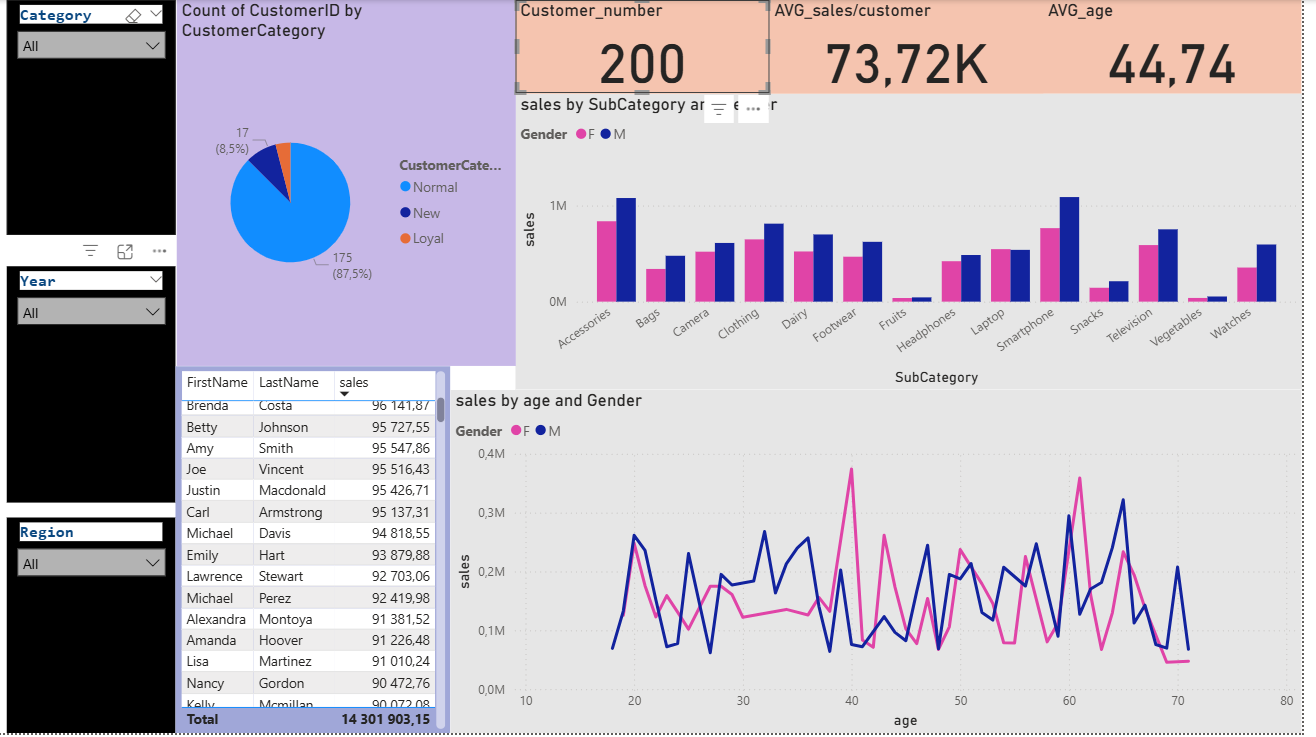 Category
All
Year
All
Region
All
Count of CustomerID by
CustomerCategory
17
(8,5%)
175
(87,5%)
CustomerCate...
Normal
New
Loyal
Customer_number
200
AVG_sales/customer
73,72K
AVG_age
44,74
sales by SubCategory
Gender F M
sales
1M
0M
Accessories
Bags
Camera
Clothing
Dairy
Footwear
Fruits
Headphones
Laptop
Smartphone
Snacks
Television
Vegetables
Watches
SubCategory
FirstName LastName sales
Brenda Costa 96 141,87
Betty Johnson 95 727,55
Amy Smith 95 547,86
Joe Vincent 95 516,43
Justin Macdonald 95 426,71
Carl Armstrong 95 137,31
Michael Davis 94 818,55
Emily Hart 93 879,88
Lawrence Stewart 92 703,06
Michael Perez 92 419,98
Alexandra Montoya 91 381,52
Amanda Hoover 91 226,48
Lisa Martinez 91 010,24
Nancy Gordon 90 472,76
Kelly Mcmillan 90 072,08
Total 14 301 903,15
sales by age and Gender
Gender F M
sales
0,4M
0,3M
0,2M
0,1M
0,0M
10 20 30 40 50 60 70 80
age